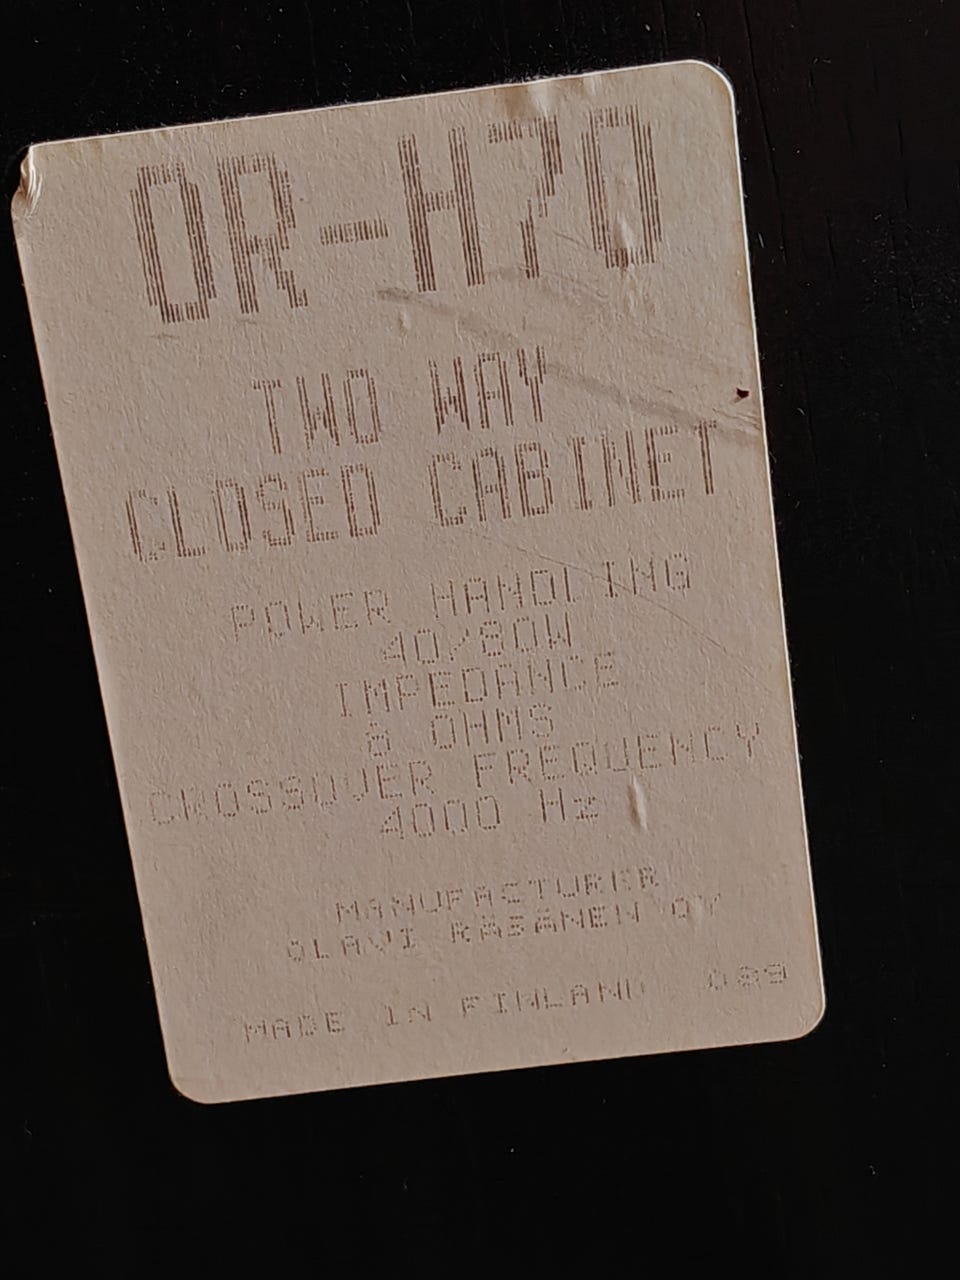 OR-H70
TWO WAY
CLOSED CABINET
POWER HANDLING
40/80W
IMPEDANCE
8 OHMS
CROSSOVER FREQUENCY
4000 Hz
MANUFACTURER
OLAVI RÄSÄNEN OY
MADE IN FINLAND